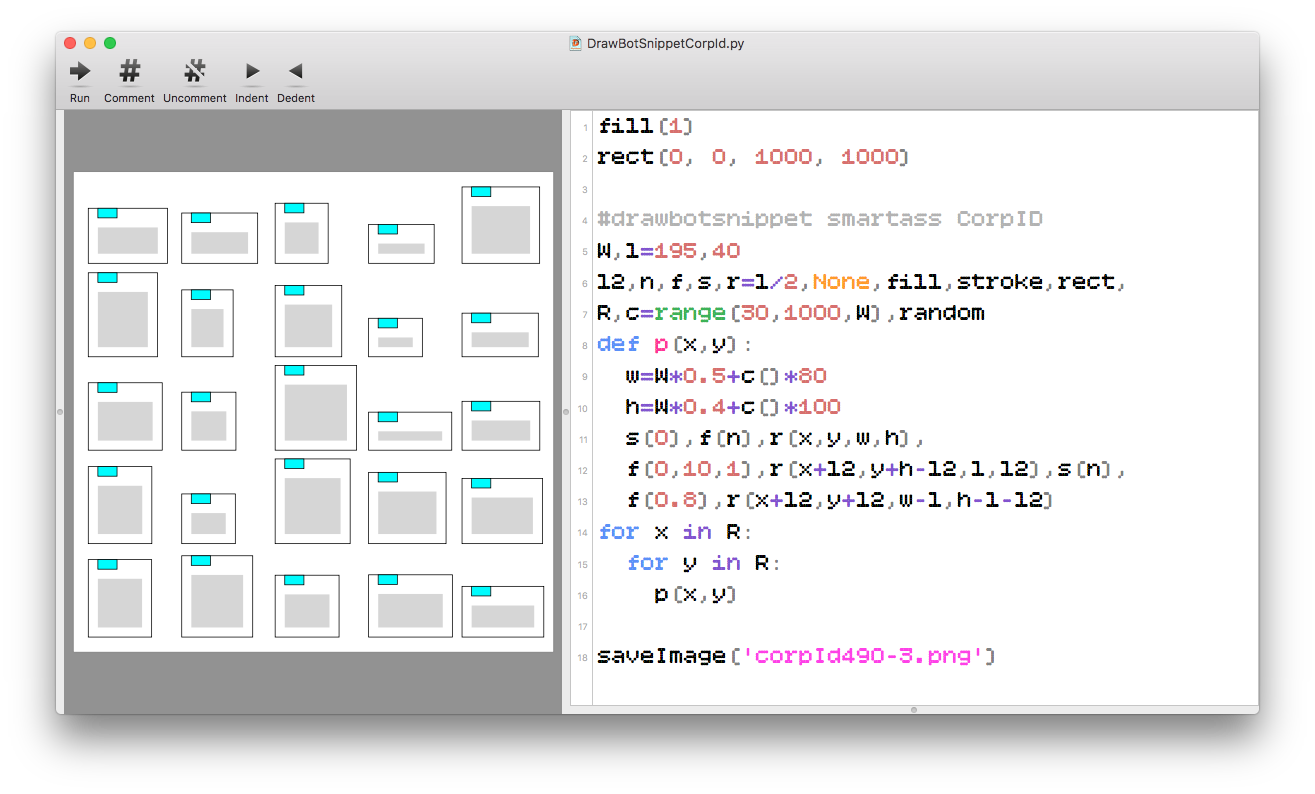 DrawBotSnippetCorpId.py
Run Comment Uncomment Indent Dedent
1 fill(1)
2 rect(0, 0, 1000, 1000)
3
4 #drawbotsnippet smartass CorpID
5 W,l=195,40
6 l2,n,f,s,r=l/2,None,fill,stroke,rect,
7 R,c=range(30,1000,W),random
8 def p(x,y):
9   w=W*0.5+c()*80
10   h=W*0.4+c()*100
11   s(0),f(n),r(x,y,w,h),
12   f(0,10,1),r(x+l2,y+h-l2,l,l2),s(n),
13   f(0.8),r(x+l2,y+l2,w-l,h-l-l2)
14 for x in R:
15   for y in R:
16     p(x,y)
17
18 saveImage('corpId490-3.png')